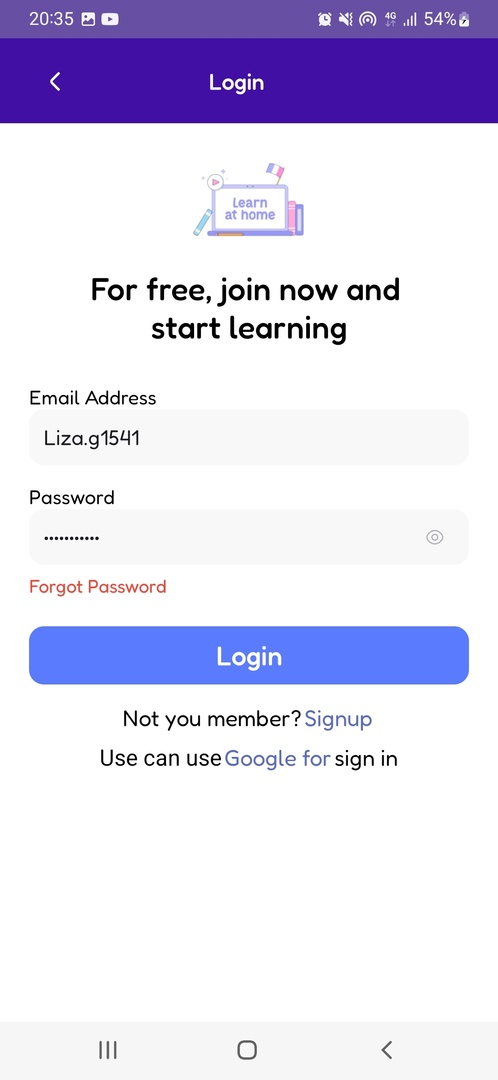 20:35 4G 54%
Login
Learn
at home
For free, join now and
start learning
Email Address
Liza.g1541
Password
•••••••••••
Forgot Password
Login
Not you member? Signup
Use can use Google for sign in